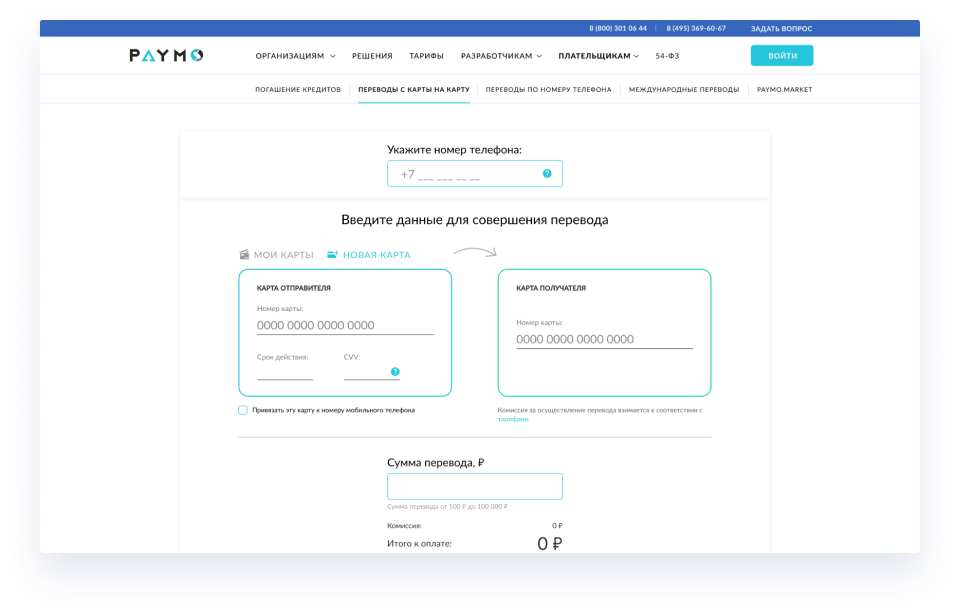 8 (800) 301 06 44 8 (495) 369-60-67 ЗАДАТЬ ВОПРОС
PAYMO ОРГАНИЗАЦИЯМ РЕШЕНИЯ ТАРИФЫ РАЗРАБОТЧИКАМ ПЛАТЕЛЬЩИКАМ 54-ФЗ ВОЙТИ
ПОГАШЕНИЕ КРЕДИТОВ ПЕРЕВОДЫ С КАРТЫ НА КАРТУ ПЕРЕВОДЫ ПО НОМЕРУ ТЕЛЕФОНА МЕЖДУНАРОДНЫЕ ПЕРЕВОДЫ PAYMO.MARKET
Укажите номер телефона:
+7 ___ ___ __ __ ?
Введите данные для совершения перевода
МОИ КАРТЫ НОВАЯ КАРТА
КАРТА ОТПРАВИТЕЛЯ
Номер карты:
0000 0000 0000 0000
Срок действия: CVV:
?
КАРТА ПОЛУЧАТЕЛЯ
Номер карты:
0000 0000 0000 0000
Привязать эту карту к номеру мобильного телефона
Комиссия за осуществление перевода взимается в соответствии с
тарифами
Сумма перевода, ₽
Сумма перевода от 100 ₽ до 100 000 ₽
Комиссия: 0 ₽
Итого к оплате: 0 ₽